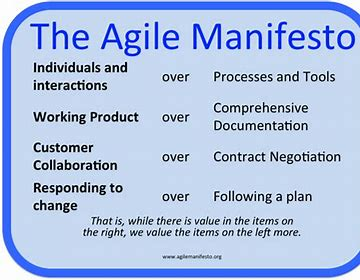 The Agile Manifesto
Individuals and interactions over Processes and Tools
Working Product over Comprehensive Documentation
Customer Collaboration over Contract Negotiation
Responding to change over Following a plan
That is, while there is value in the items on
the right, we value the items on the left more.
www.agilemanifesto.org